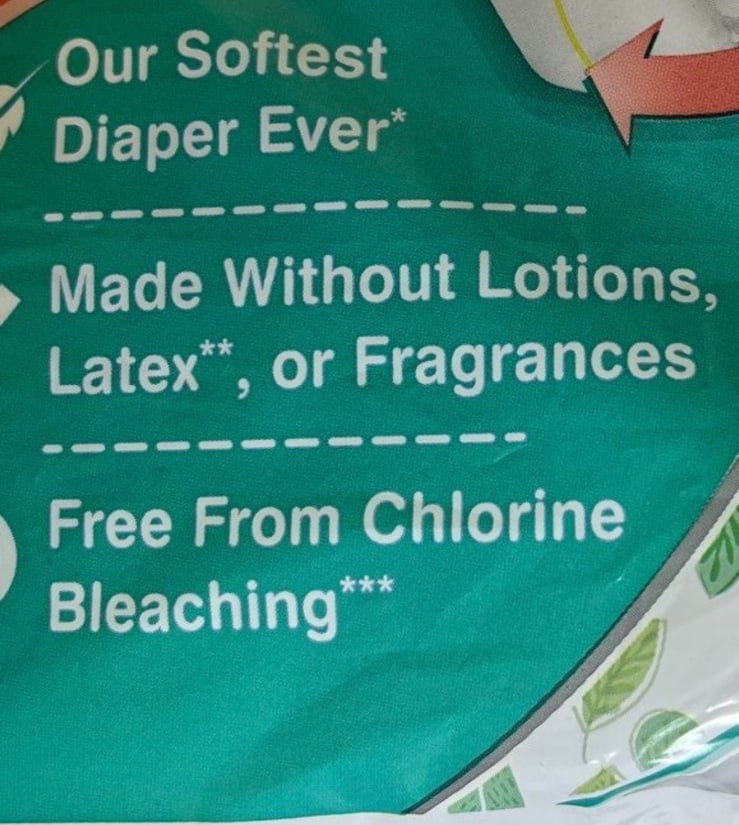 Our Softest
Diaper Ever*
Made Without Lotions,
Latex**, or Fragrances
Free From Chlorine
Bleaching***